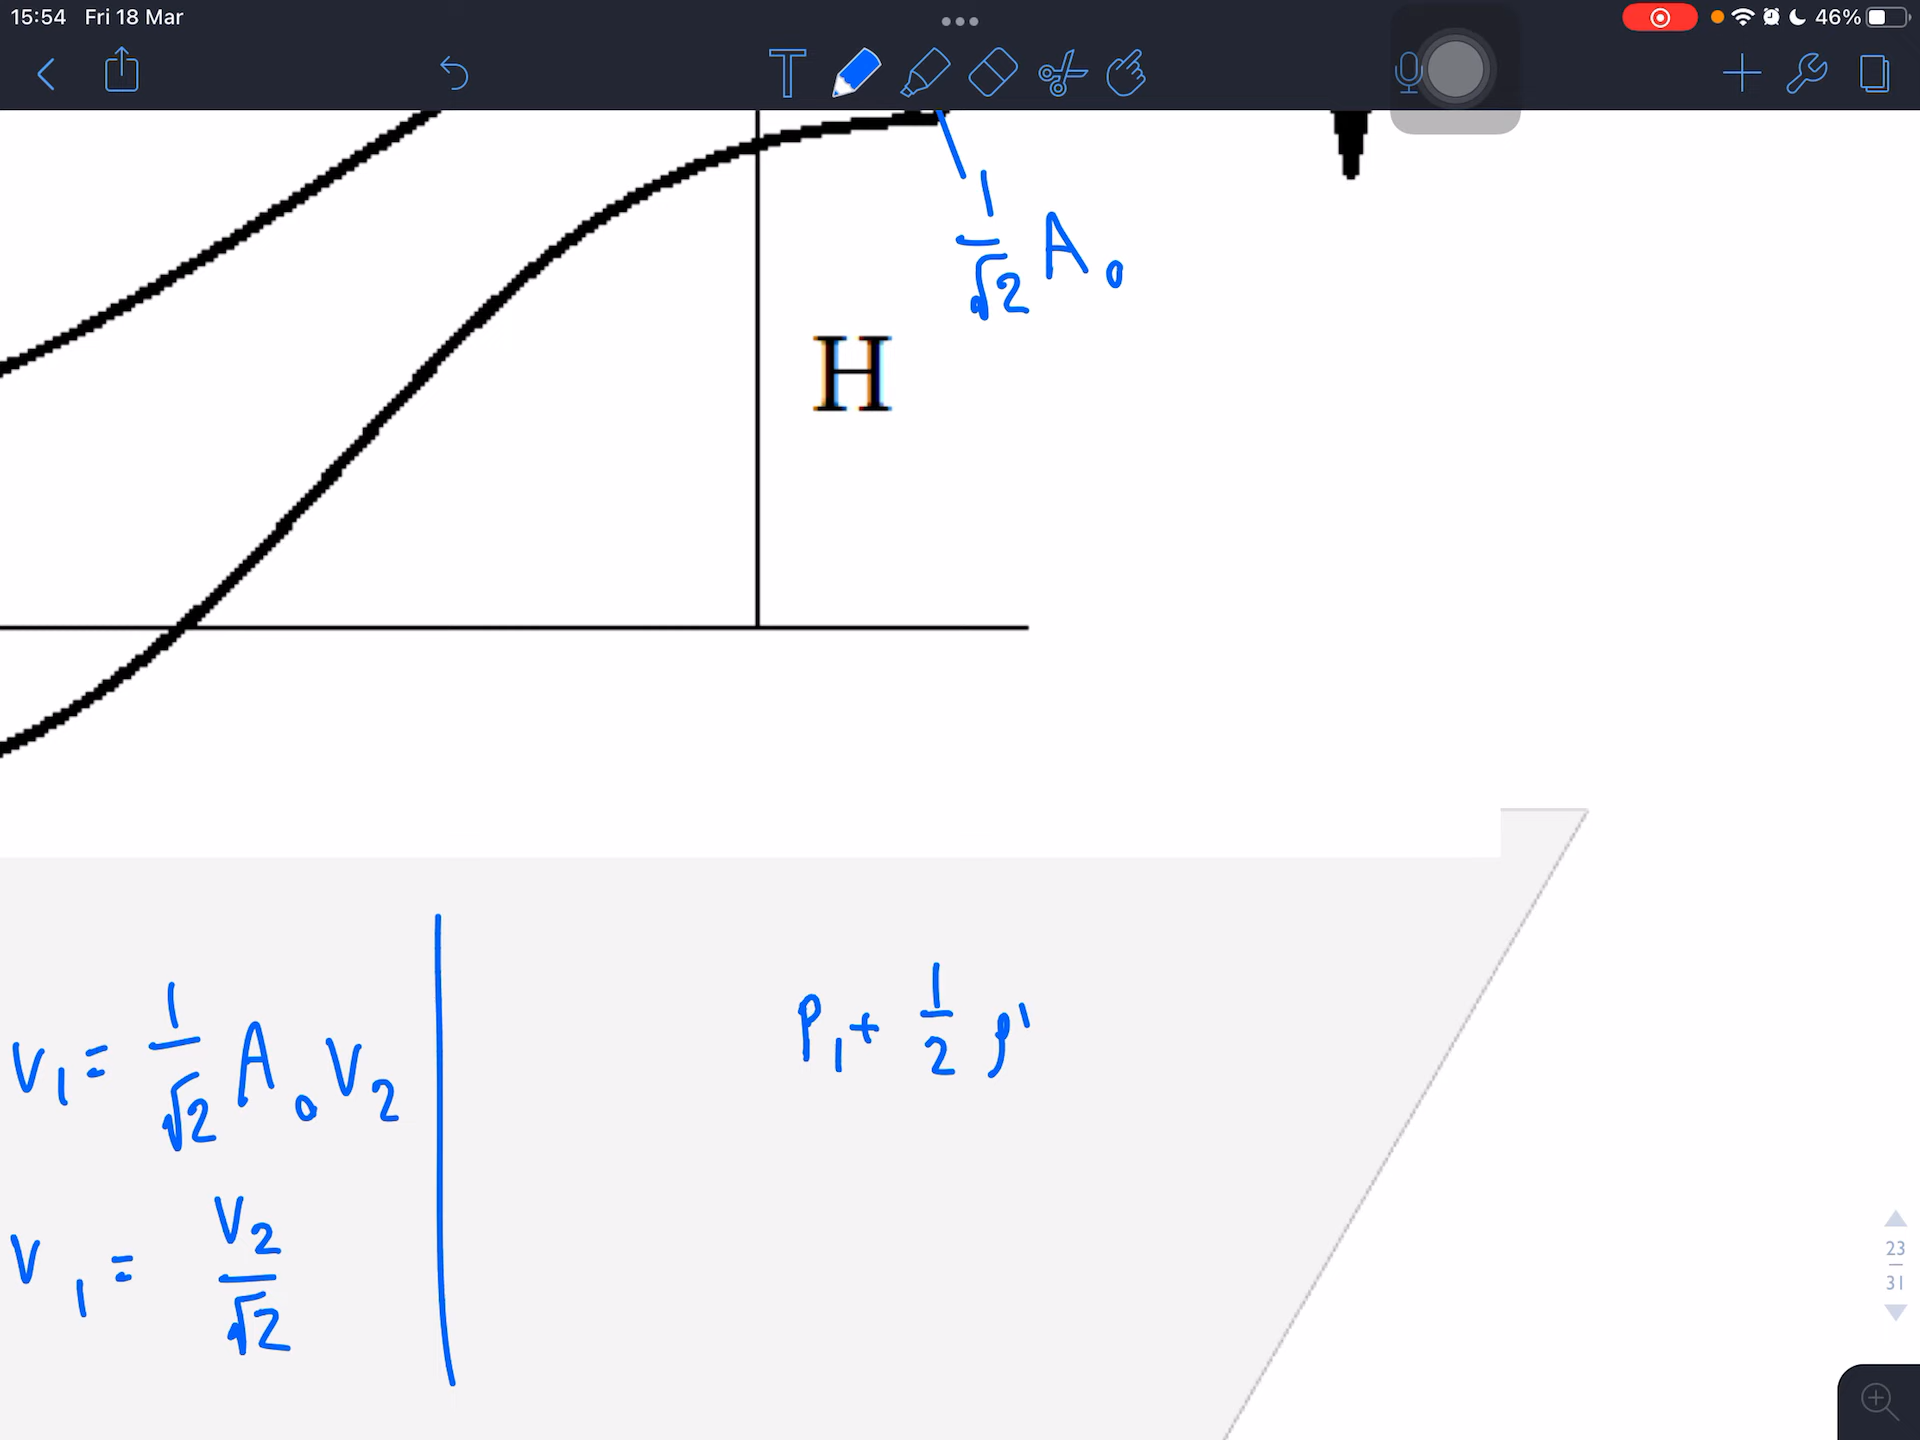 15:54 Fri 18 Mar
46%
T
1/√2 A₀
H
V₁ = 1/√2 A₀ V₂
P₁ + 1/2 ρ
V₁ = V₂/√2
23
31